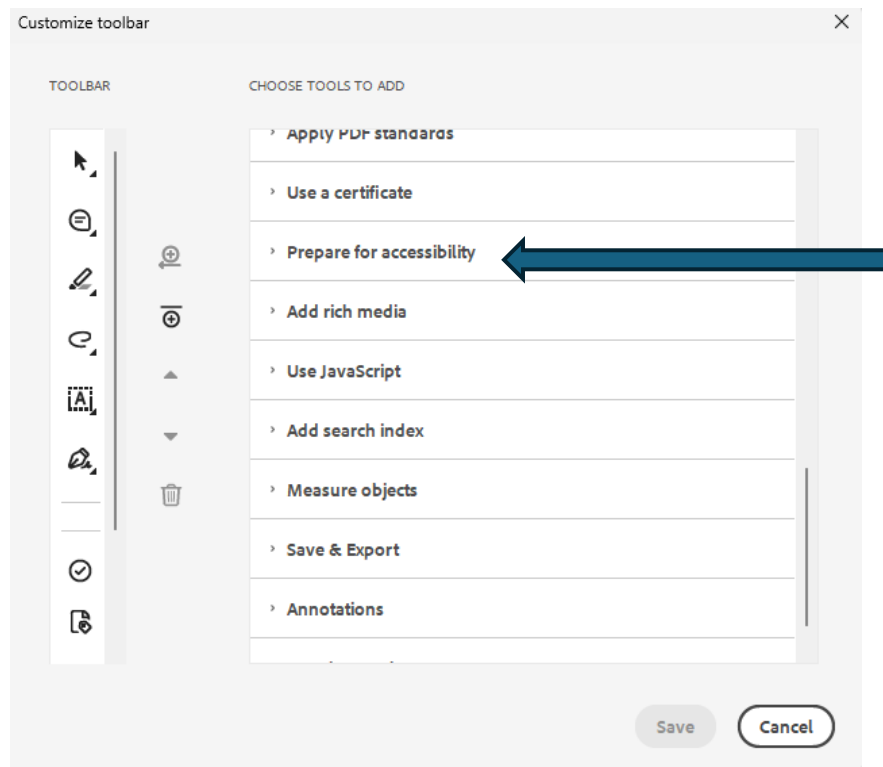 Customize toolbar
TOOLBAR
CHOOSE TOOLS TO ADD
Apply PDF standards
Use a certificate
Prepare for accessibility
Add rich media
Use JavaScript
Add search index
Measure objects
Save & Export
Annotations
Save
Cancel